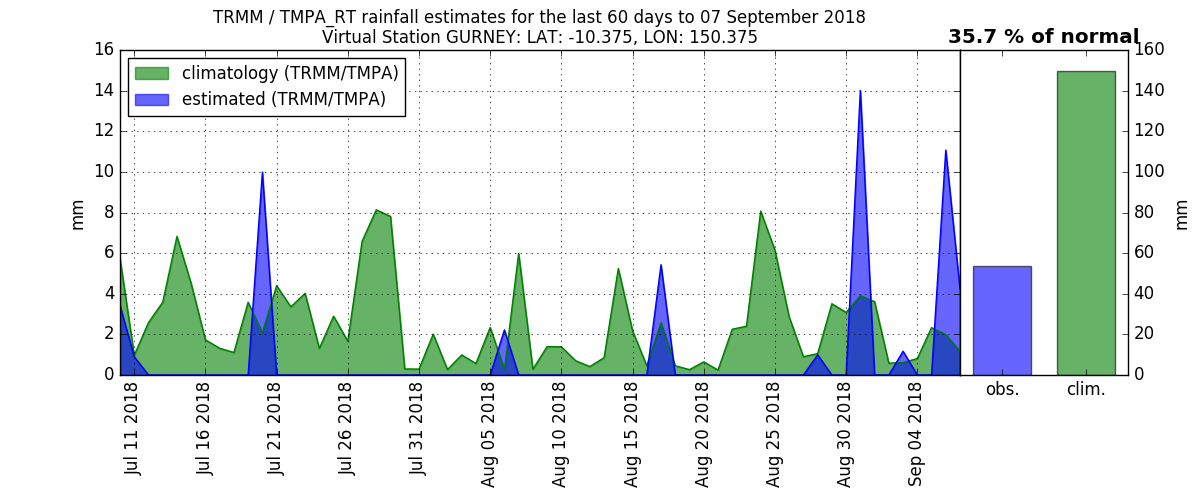 TRMM / TMPA_RT rainfall estimates for the last 60 days to 07 September 2018
Virtual Station GURNEY: LAT: -10.375, LON: 150.375
35.7 % of normal
climatology (TRMM/TMPA)
estimated (TRMM/TMPA)
16
14
12
10
8
6
4
2
0
mm
Jul 11 2018
Jul 16 2018
Jul 21 2018
Jul 26 2018
Jul 31 2018
Aug 05 2018
Aug 10 2018
Aug 15 2018
Aug 20 2018
Aug 25 2018
Aug 30 2018
Sep 04 2018
obs.
clim.
160
140
120
100
80
60
40
20
0
mm